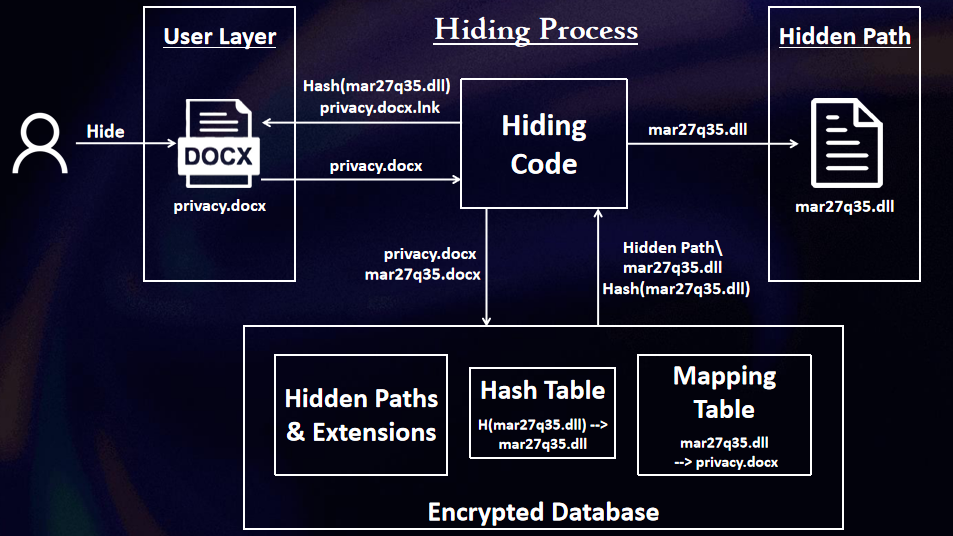 Hiding Process
User Layer
Hide
DOCX
privacy.docx
Hash(mar27q35.dll)
privacy.docx.lnk
privacy.docx
Hiding
Code
mar27q35.dll
Hidden Path
mar27q35.dll
privacy.docx
mar27q35.docx
Hidden Path\
mar27q35.dll
Hash(mar27q35.dll)
Hidden Paths
& Extensions
Hash Table
H(mar27q35.dll) -->
mar27q35.dll
Mapping
Table
mar27q35.dll
--> privacy.docx
Encrypted Database